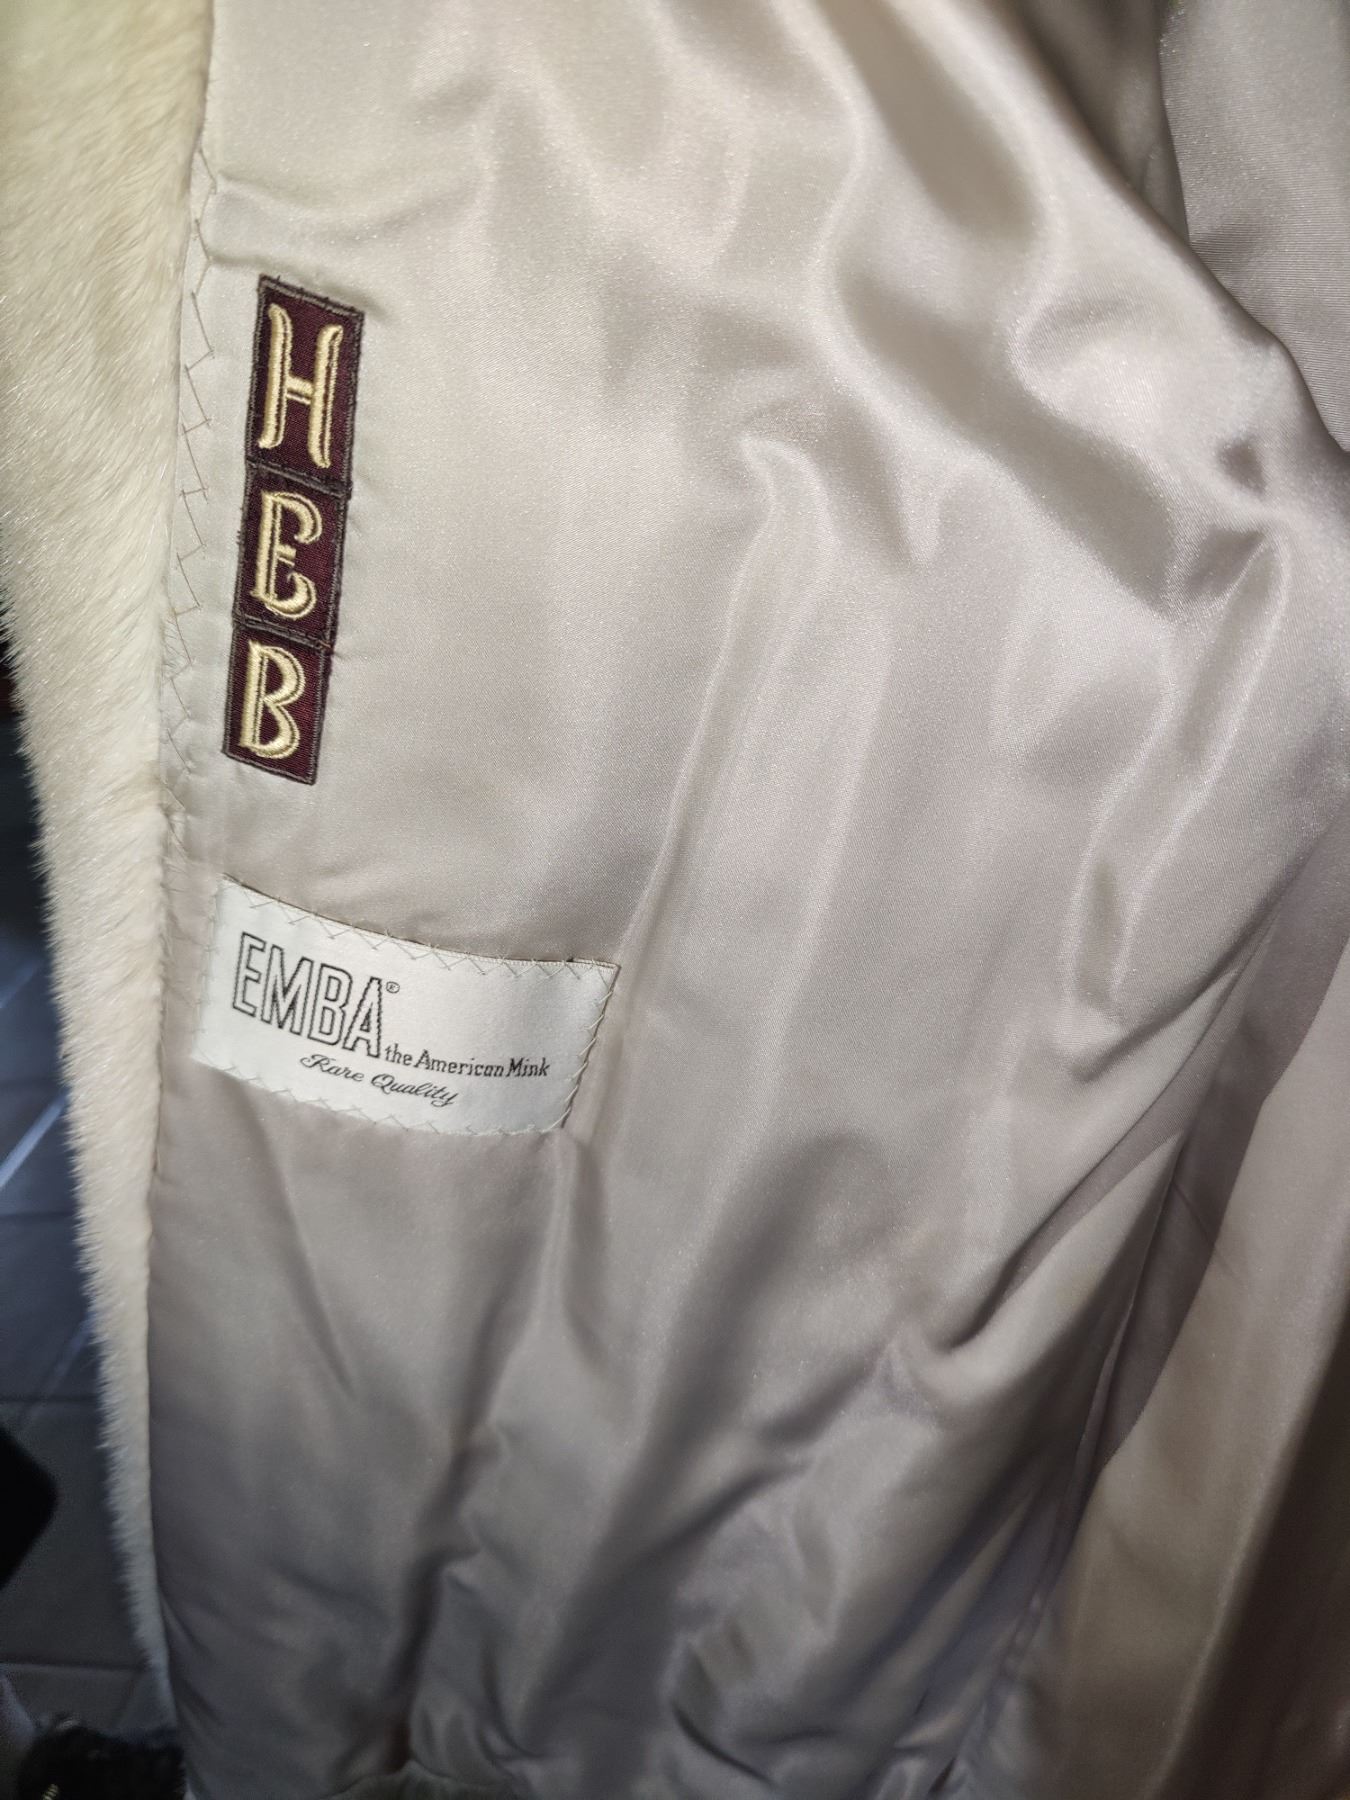 H
E
B
EMBA®
the American Mink
Rare Quality